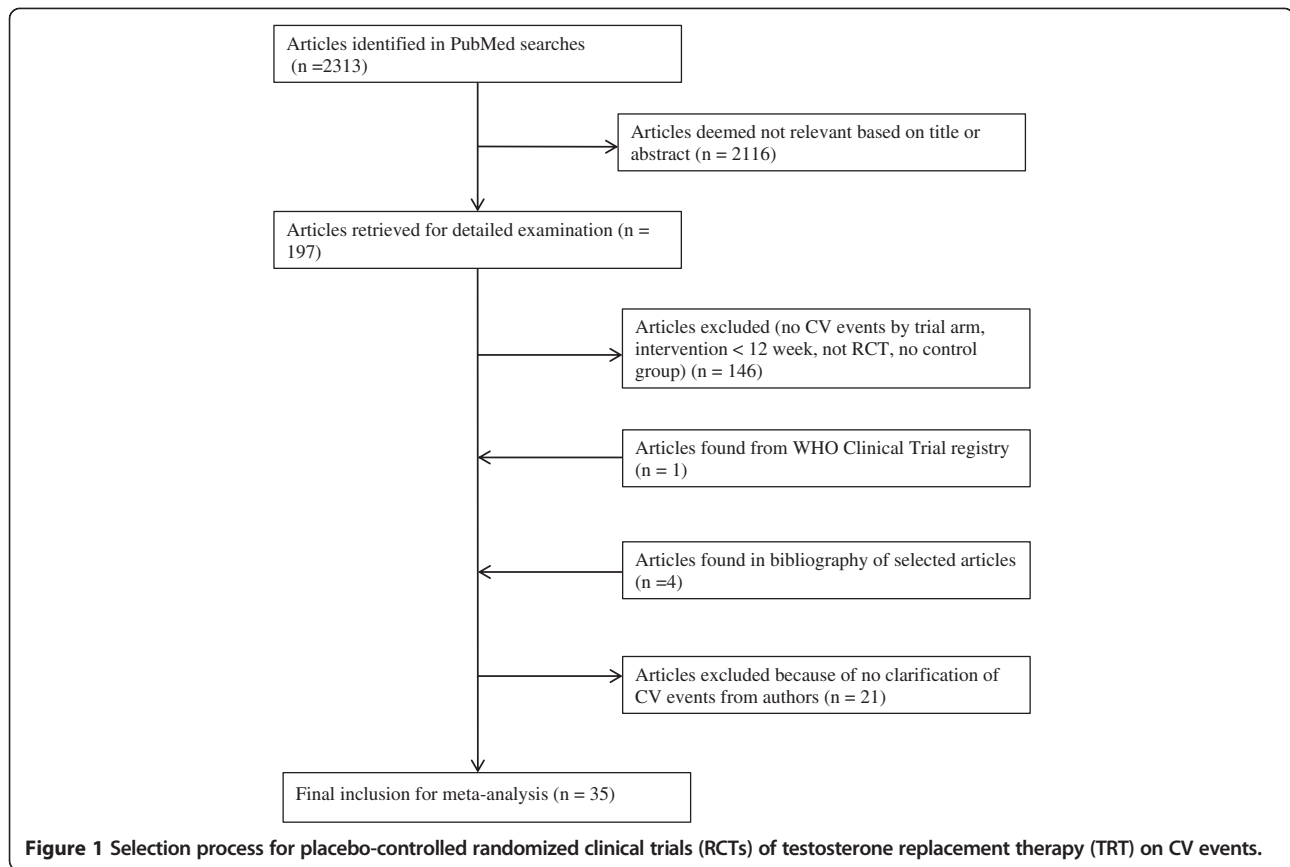 Articles identified in PubMed searches
(n =2313)
Articles deemed not relevant based on title or
abstract (n = 2116)
Articles retrieved for detailed examination (n =
197)
Articles excluded (no CV events by trial arm,
intervention < 12 week, not RCT, no control
group) (n = 146)
Articles found from WHO Clinical Trial registry
(n = 1)
Articles found in bibliography of selected articles
(n =4)
Articles excluded because of no clarification of
CV events from authors (n = 21)
Final inclusion for meta-analysis (n = 35)
Figure 1 Selection process for placebo-controlled randomized clinical trials (RCTs) of testosterone replacement therapy (TRT) on CV events.